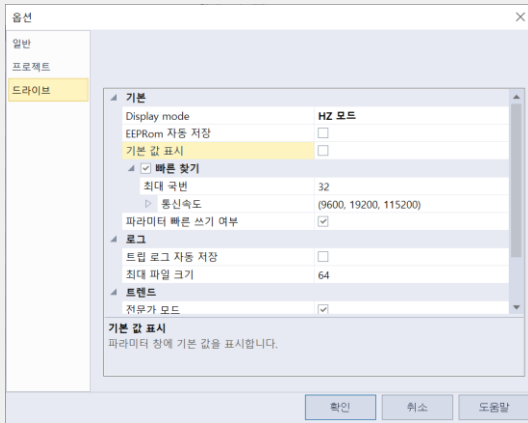 옵션
일반
프로젝트
드라이브
기본
Display mode HZ 모드
EEPRom 자동 저장
기본 값 표시
빠른 찾기
최대 국번 32
통신속도 (9600, 19200, 115200)
파라미터 빠른 쓰기 여부
로그
트립 로그 자동 저장
최대 파일 크기 64
트렌드
전문가 모드
기본 값 표시
파라미터 창에 기본 값을 표시합니다.
확인 취소 도움말